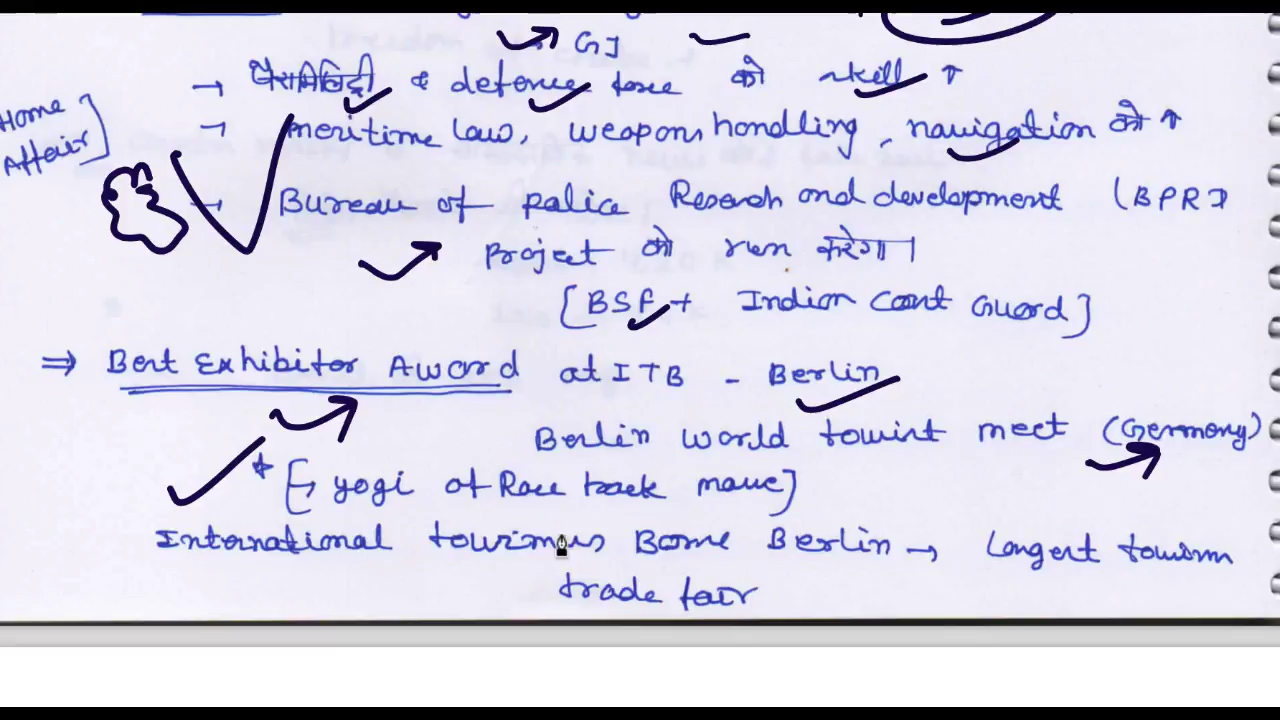 GJ
→ & defence force को skill ↑
Home Affair]
→ meritime law, weapons handling, navigation को ↑
→ Bureau of police Research and development (BPRD
Project को run करेगा।
[BSF + Indian Coast Guard]
⇒ Best Exhibitor Award at ITB - Berlin
Berlin world tourist meet (Germany)
* [→ yogi of Race track mauc]
International tourismus Borse Berlin → Largest tourism
trade fair